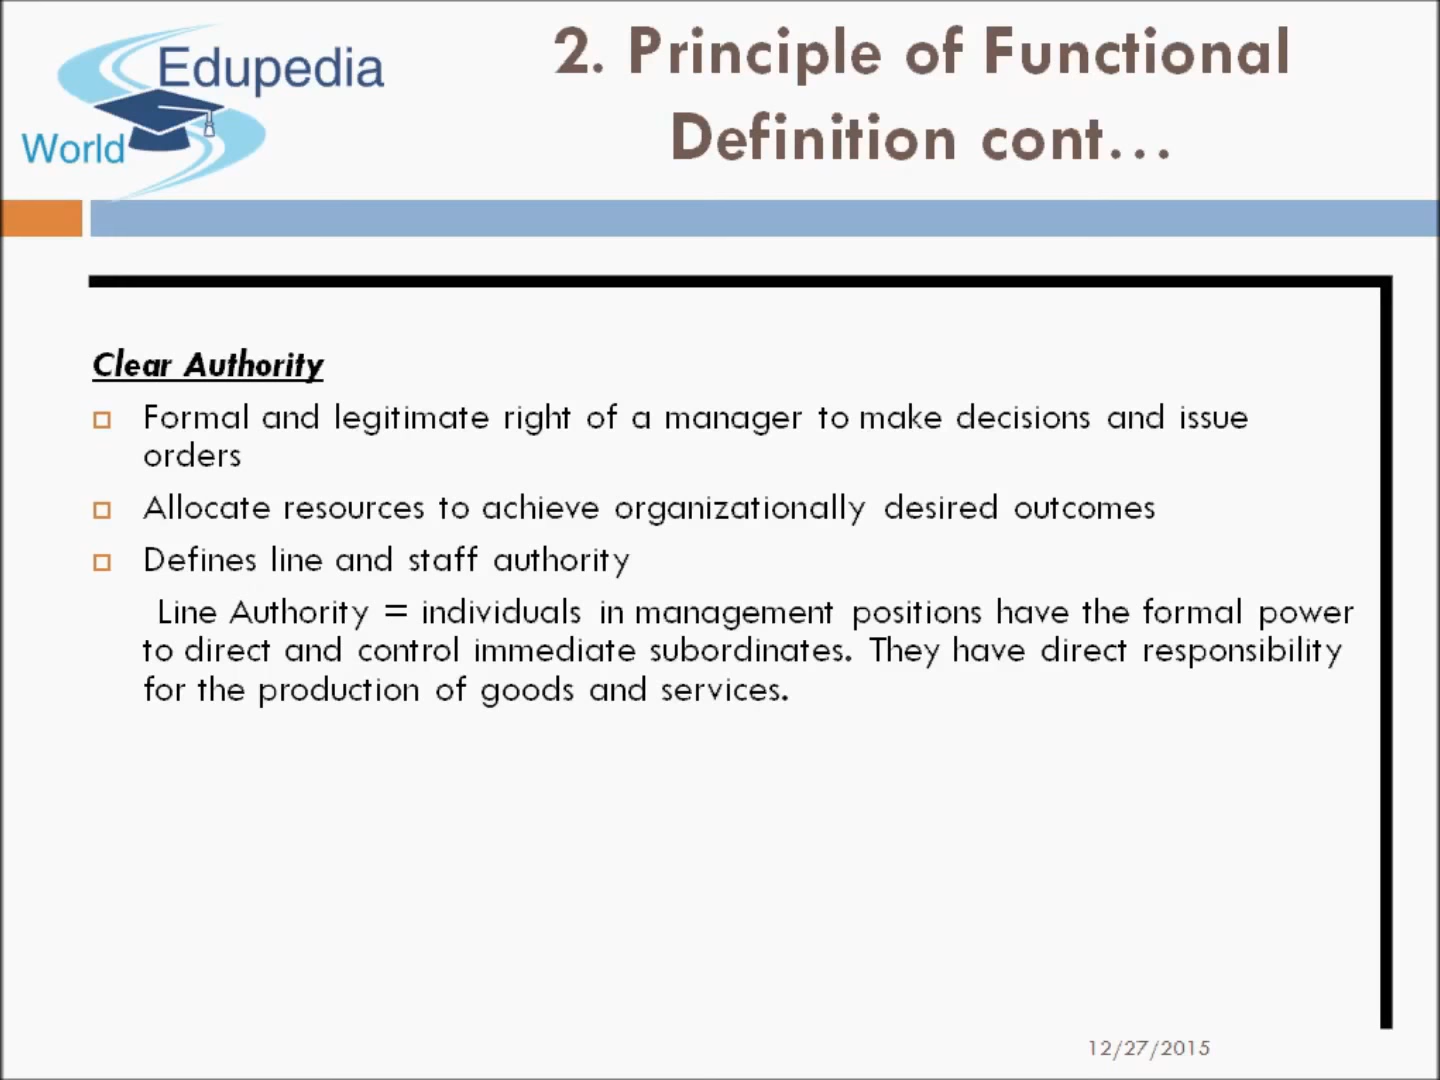 Edupedia
World
2. Principle of Functional
Definition cont...
Clear Authority
Formal and legitimate right of a manager to make decisions and issue
orders
Allocate resources to achieve organizationally desired outcomes
Defines line and staff authority
Line Authority = individuals in management positions have the formal power
to direct and control immediate subordinates. They have direct responsibility
for the production of goods and services.
12/27/2015